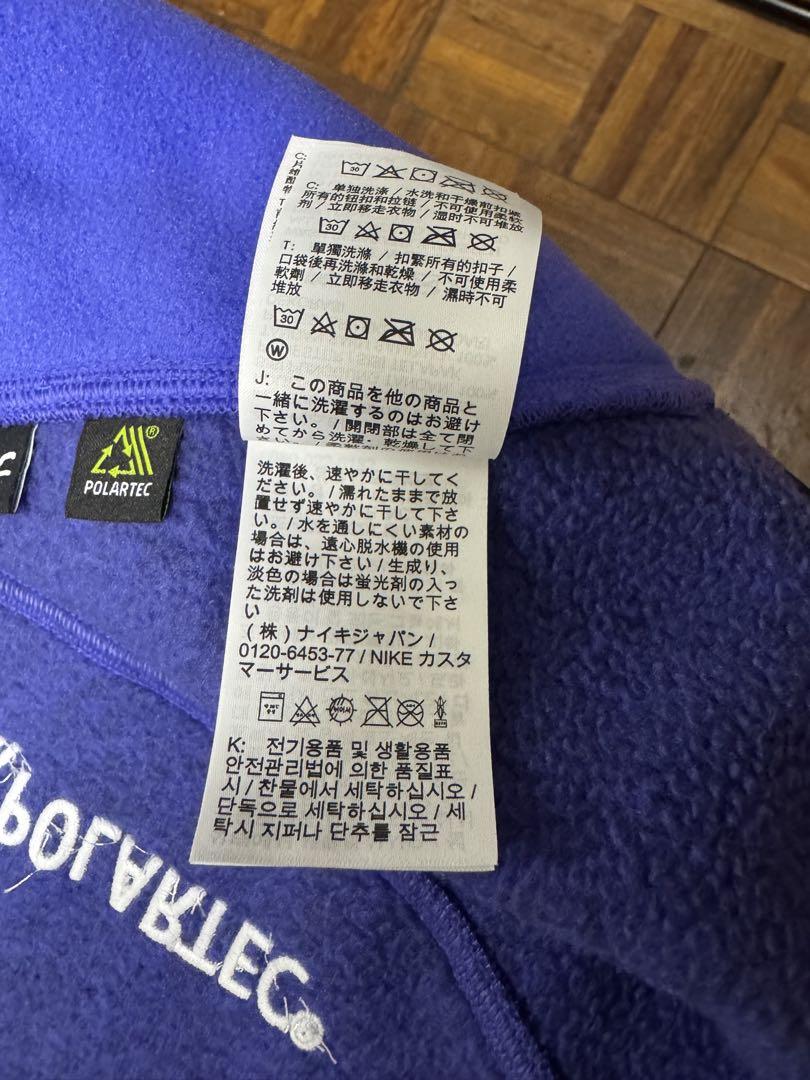 30
C: 单独洗涤 / 水洗和干燥前扣紧
所有的钮扣和拉链 / 不可使用柔软
剂 / 立即移走衣物 / 湿时不可堆放
30
T: 單獨洗滌 / 扣緊所有的扣子 /
口袋後再洗滌和乾燥 / 不可使用柔
軟劑 / 立即移走衣物 / 濕時不可
堆放
30
W
J: この商品を他の商品と
一緒に洗濯するのはお避け
下さい。/ 開閉部は全て閉
めてから洗濯・乾燥して下
洗濯後、速やかに干してく
ださい。/ 濡れたままで放
置せず速やかに干して下さ
い。/ 水を通しにくい素材の
場合は、遠心脱水機の使用
はお避け下さい / 生成り、
淡色の場合は蛍光剤の入っ
た洗剤は使用しないで下さ
い
(株) ナイキジャパン /
0120-6453-77 / NIKE カスタ
マーサービス
K: 전기용품 및 생활용품
안전관리법에 의한 품질표
시 / 찬물에서 세탁하십시오 /
단독으로 세탁하십시오 / 세
탁시 지퍼나 단추를 잠근
POLARTEC
POLARTEC